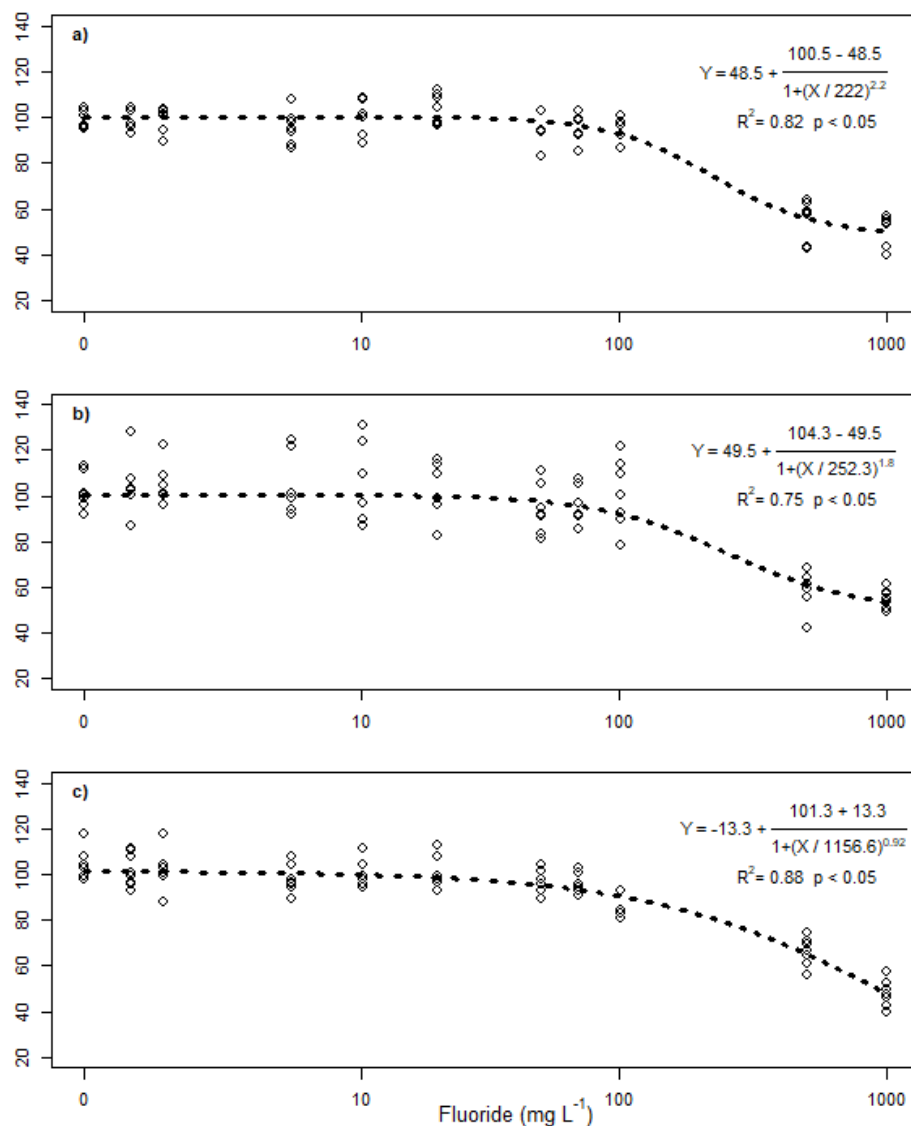 a)
140
120
100
80
60
40
20
Y = 48.5 + (100.5 - 48.5) / (1+(X / 222)^2.2)
R² = 0.82 p < 0.05
0 10 100 1000
b)
140
120
100
80
60
40
20
Y = 49.5 + (104.3 - 49.5) / (1+(X / 252.3)^1.8)
R² = 0.75 p < 0.05
0 10 100 1000
c)
140
120
100
80
60
40
20
Y = -13.3 + (101.3 + 13.3) / (1+(X / 1156.6)^0.92)
R² = 0.88 p < 0.05
0 10 100 1000
Fluoride (mg L⁻¹)